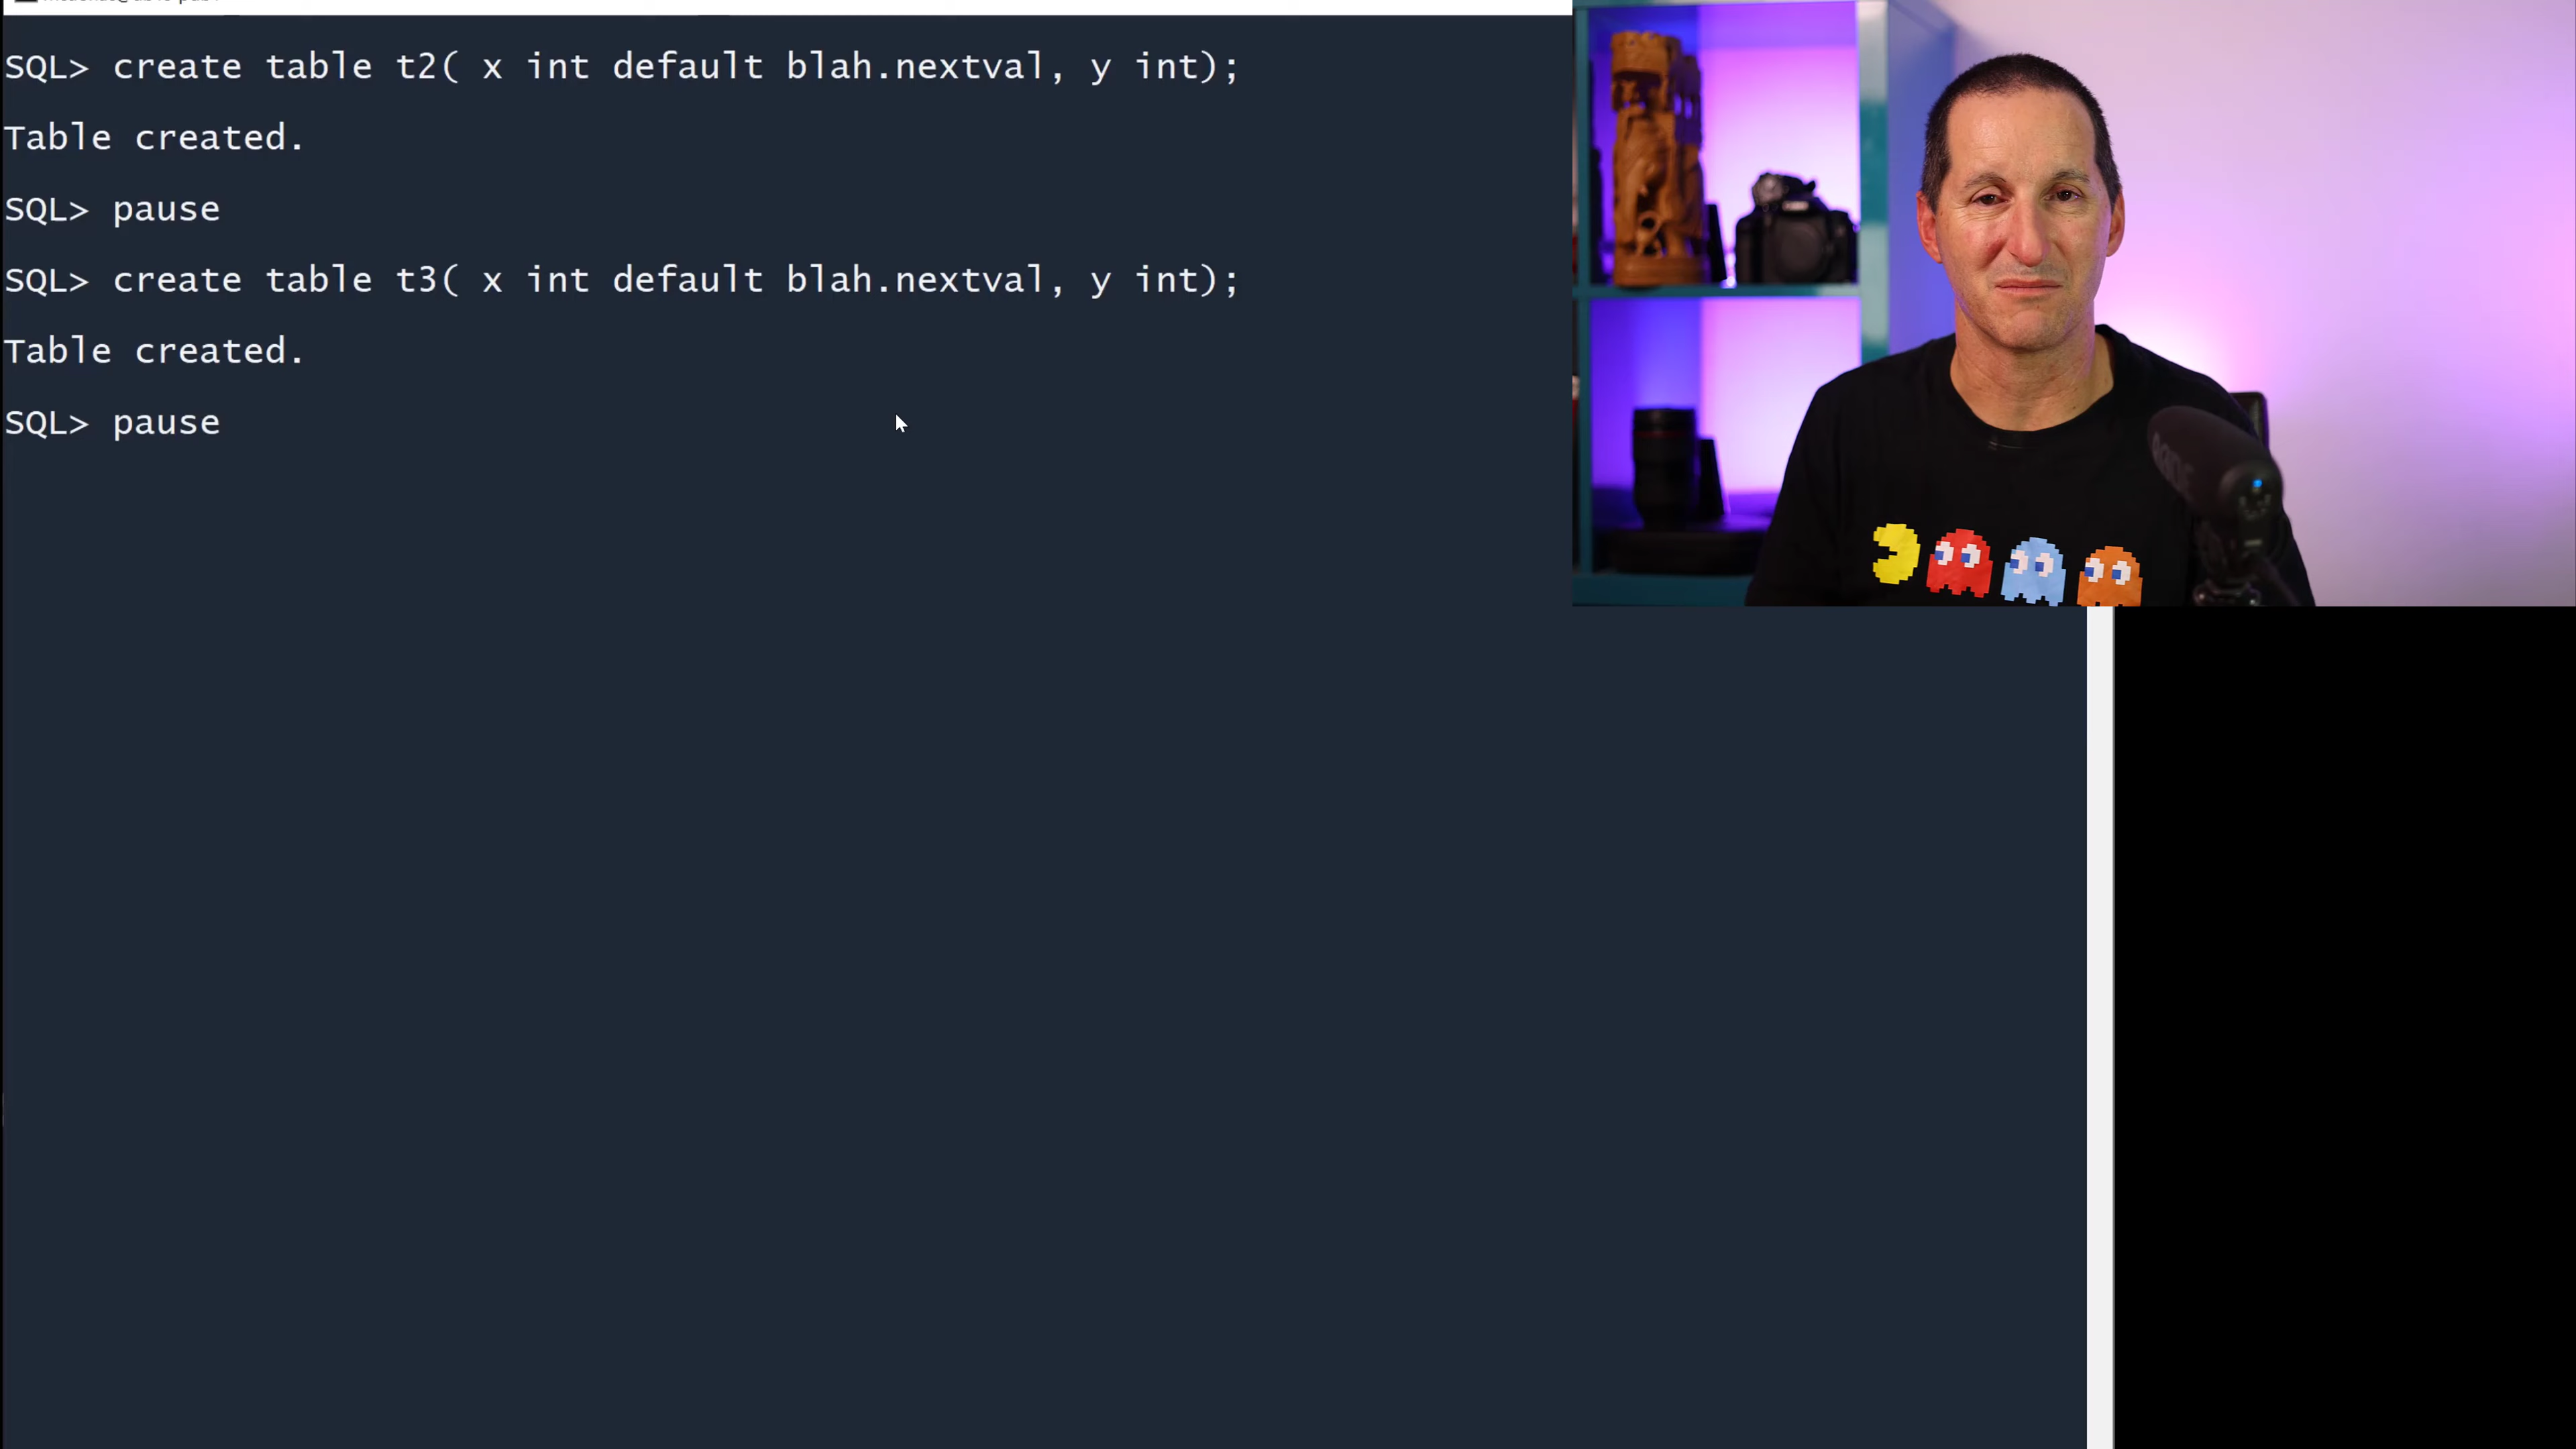 SQL> create table t2( x int default blah.nextval, y int);
Table created.
SQL> pause
SQL> create table t3( x int default blah.nextval, y int);
Table created.
SQL> pause
RODE